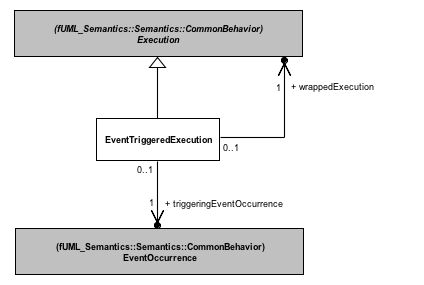 (fUML_Semantics::Semantics::CommonBehavior)
Execution
1
+ wrappedExecution
EventTriggeredExecution
0..1
0..1
1
+ triggeringEventOccurrence
(fUML_Semantics::Semantics::CommonBehavior)
EventOccurrence